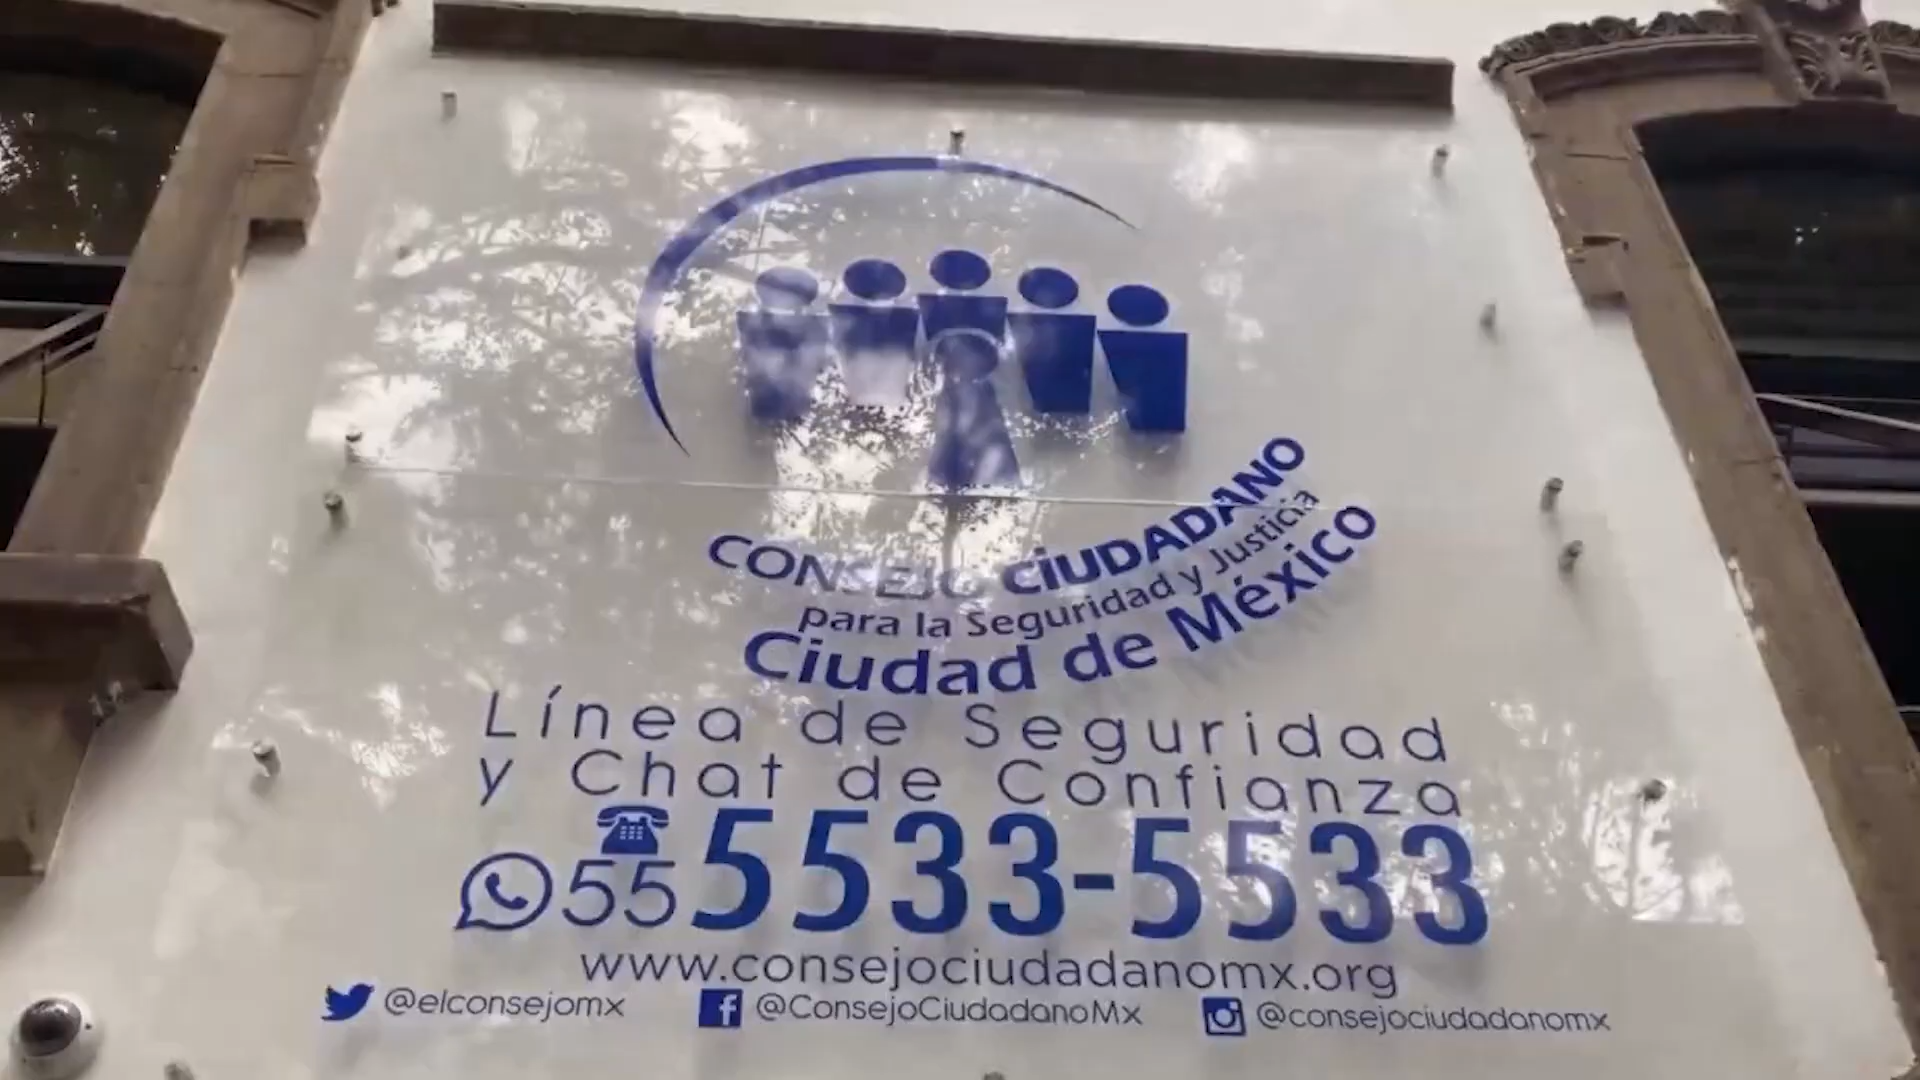 CONSEJO CIUDADANO
para la Seguridad y Justicia
Ciudad de México
Línea de Seguridad
y Chat de Confianza
55 5533-5533
www.consejociudadanomx.org
@elconsejomx @ConsejoCiudadanoMx @consejociudadanomx